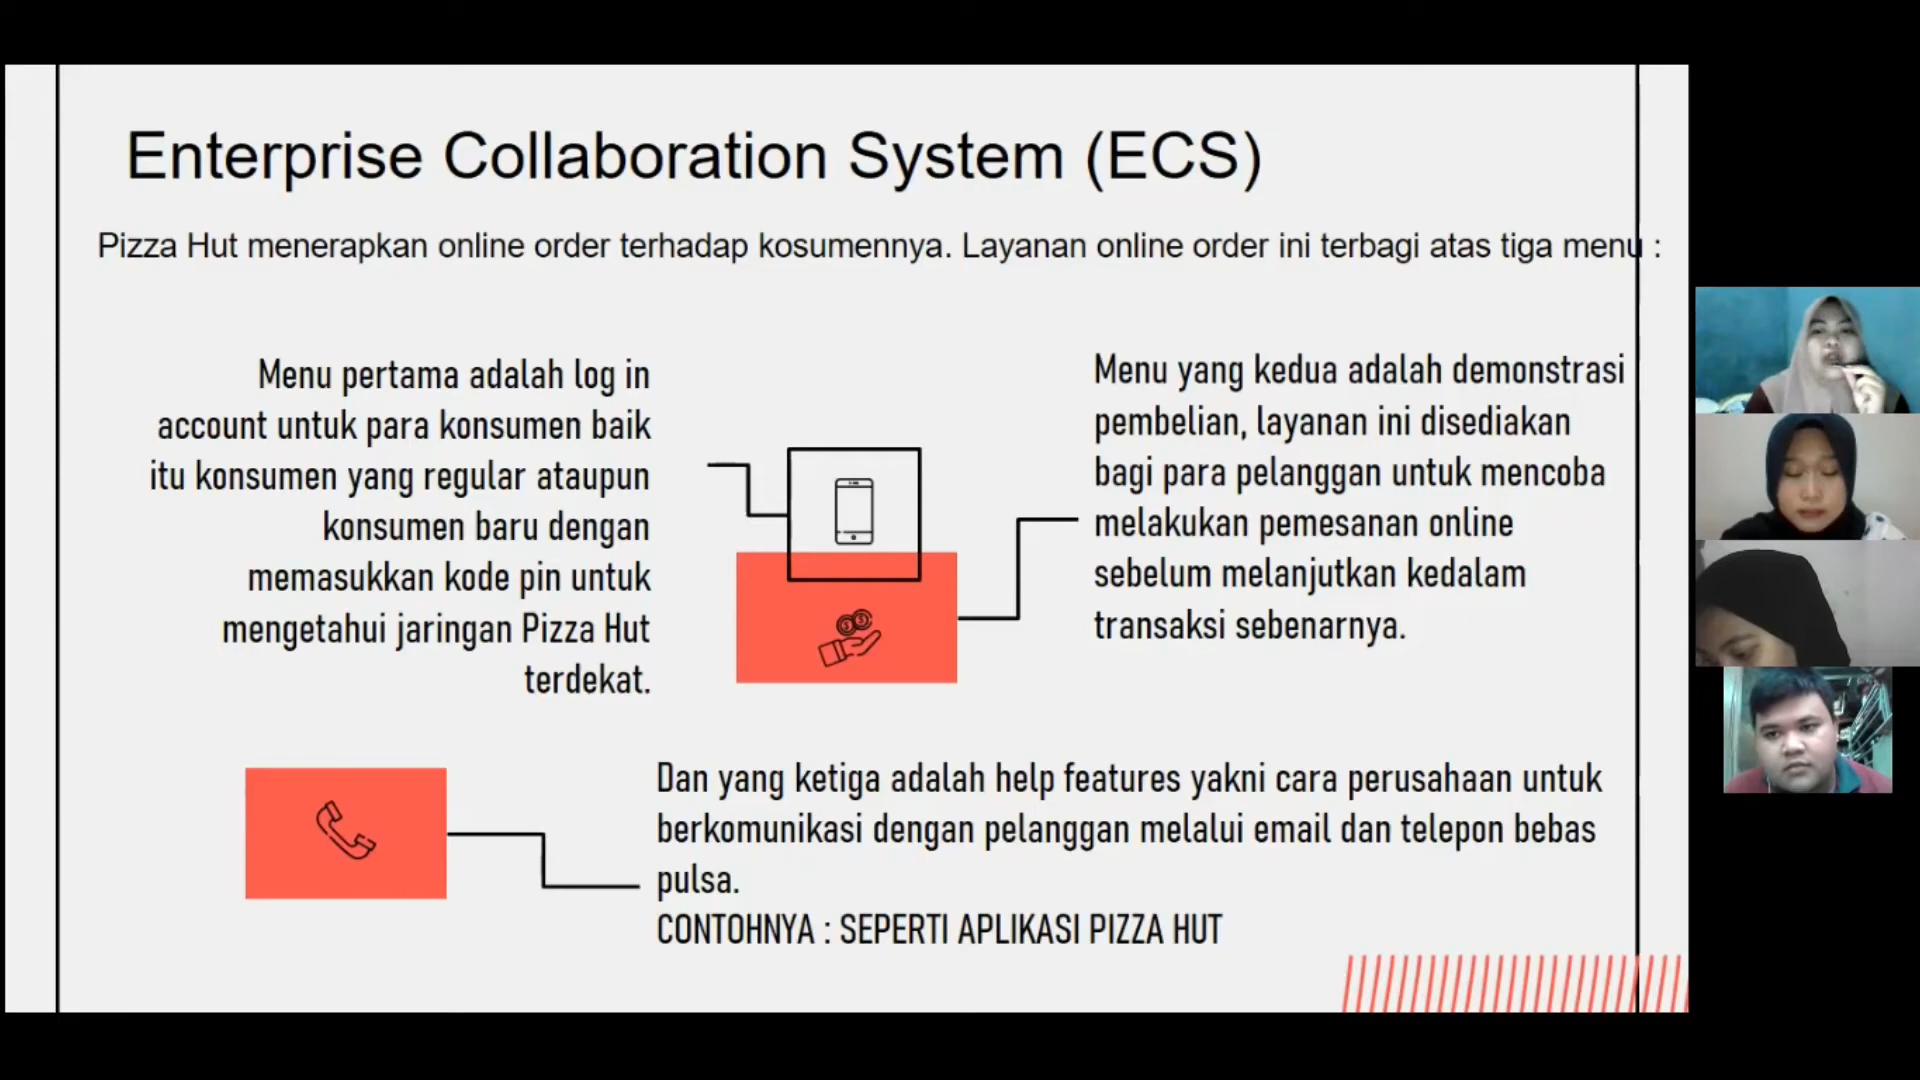 Enterprise Collaboration System (ECS)
Pizza Hut menerapkan online order terhadap kosumennya. Layanan online order ini terbagi atas tiga menu :
Menu pertama adalah log in
account untuk para konsumen baik
itu konsumen yang regular ataupun
konsumen baru dengan
memasukkan kode pin untuk
mengetahui jaringan Pizza Hut
terdekat.
Menu yang kedua adalah demonstrasi
pembelian, layanan ini disediakan
bagi para pelanggan untuk mencoba
melakukan pemesanan online
sebelum melanjutkan kedalam
transaksi sebenarnya.
Dan yang ketiga adalah help features yakni cara perusahaan untuk
berkomunikasi dengan pelanggan melalui email dan telepon bebas
pulsa.
CONTOHNYA : SEPERTI APLIKASI PIZZA HUT